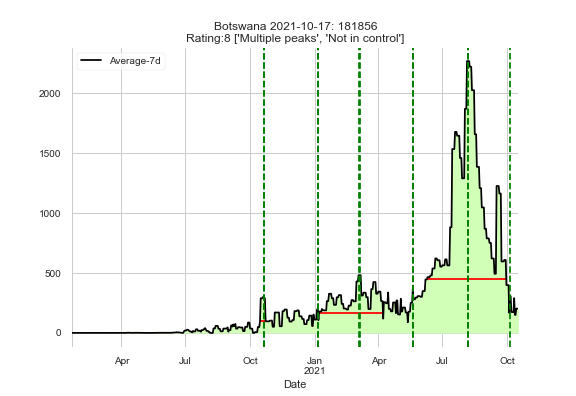 Botswana 2021-10-17: 181856
Rating:8 ['Multiple peaks', 'Not in control']
Average-7d
2000
1500
1000
500
0
Apr Jul Oct Jan Apr Jul Oct
2021
Date